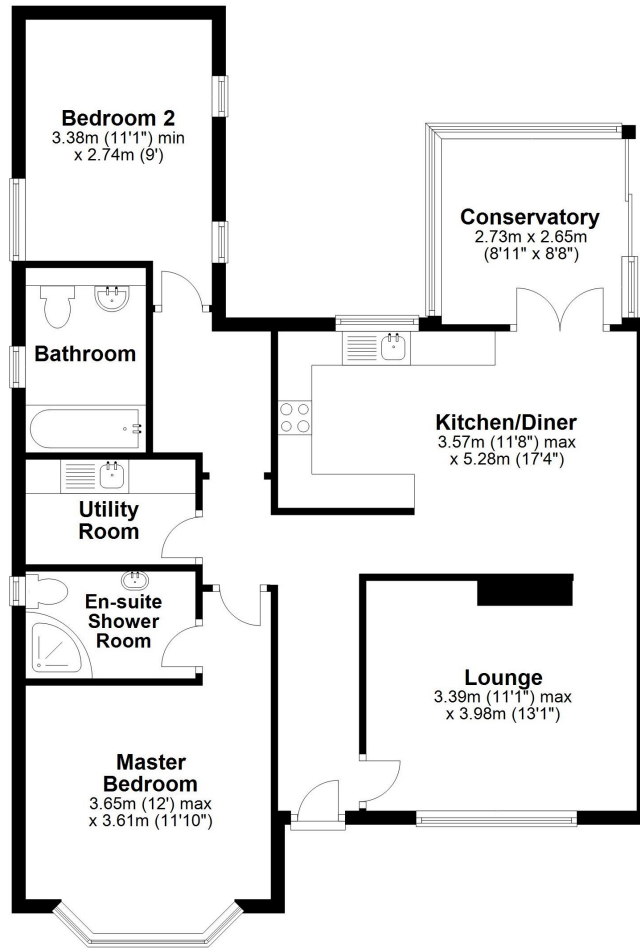 Bedroom 2
3.38m (11'1") min
x 2.74m (9')
Conservatory
2.73m x 2.65m
(8'11" x 8'8")
Bathroom
Kitchen/Diner
3.57m (11'8") max
x 5.28m (17'4")
Utility
Room
En-suite
Shower
Room
Lounge
3.39m (11'1") max
x 3.98m (13'1")
Master
Bedroom
3.65m (12') max
x 3.61m (11'10")